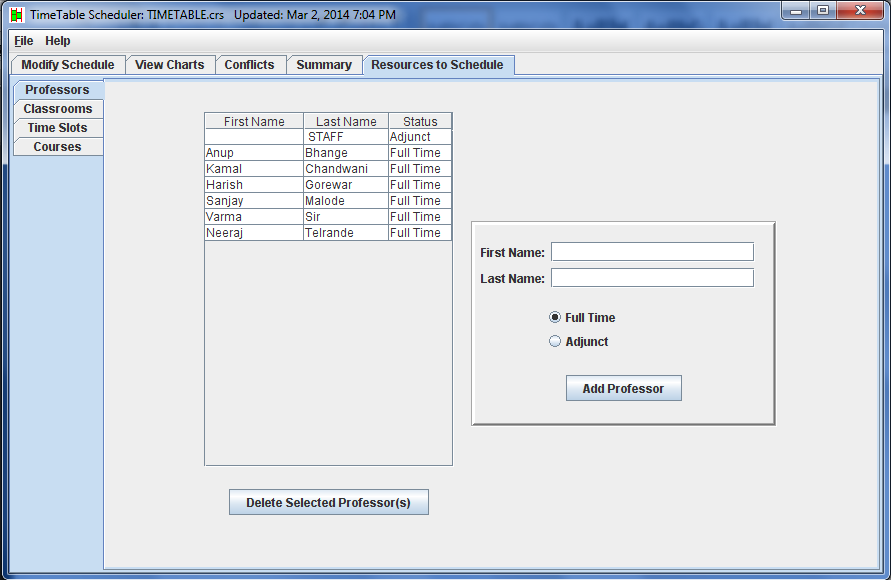 TimeTable Scheduler: TIMETABLE.crs Updated: Mar 2, 2014 7:04 PM
File Help
Modify Schedule View Charts Conflicts Summary Resources to Schedule
Professors
Classrooms
Time Slots
Courses
First Name Last Name Status
STAFF Adjunct
Anup Bhange Full Time
Kamal Chandwani Full Time
Harish Gorewar Full Time
Sanjay Malode Full Time
Varma Sir Full Time
Neeraj Telrande Full Time
First Name:
Last Name:
Full Time
Adjunct
Add Professor
Delete Selected Professor(s)